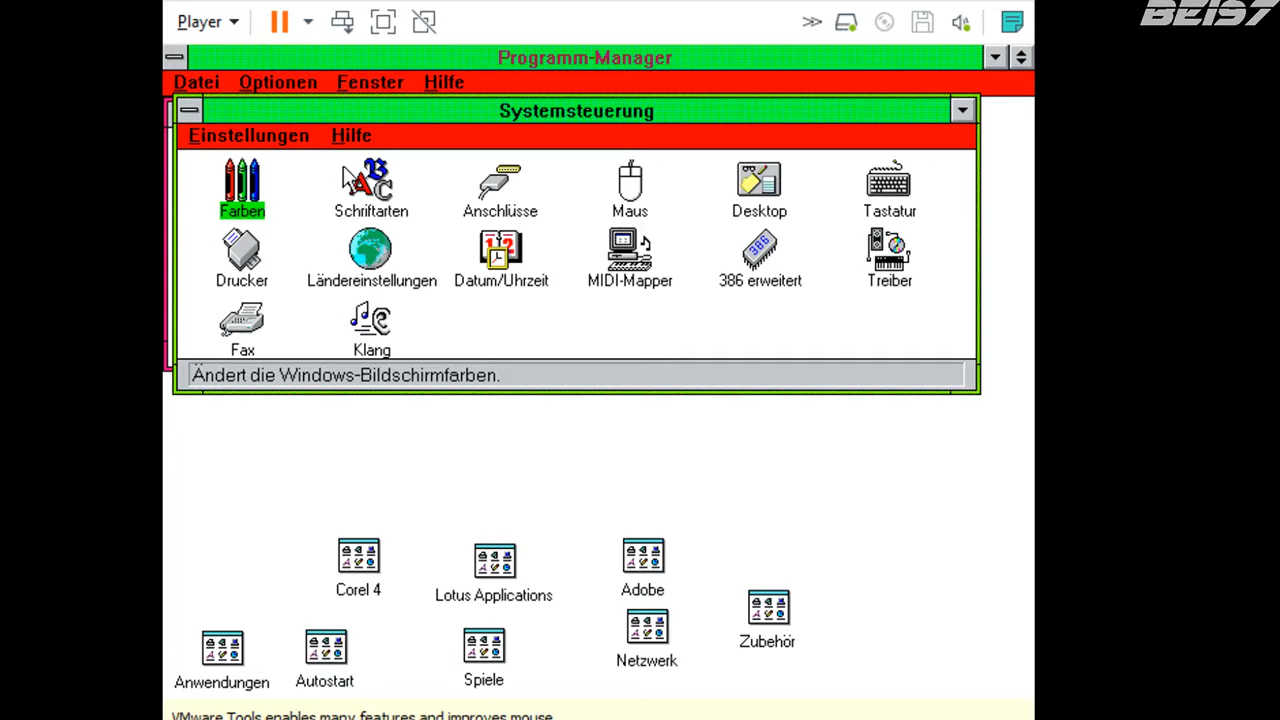 BEI97
Player
Programm-Manager
Datei Optionen Fenster Hilfe
Systemsteuerung
Einstellungen Hilfe
Farben Schriftarten Anschlüsse Maus Desktop Tastatur
Drucker Ländereinstellungen Datum/Uhrzeit MIDI-Mapper 386 erweitert Treiber
Fax Klang
Ändert die Windows-Bildschirmfarben.
Corel 4 Lotus Applications Adobe
Zubehör
Netzwerk
Anwendungen Autostart Spiele
VMware Tools enables many features and improves mouse